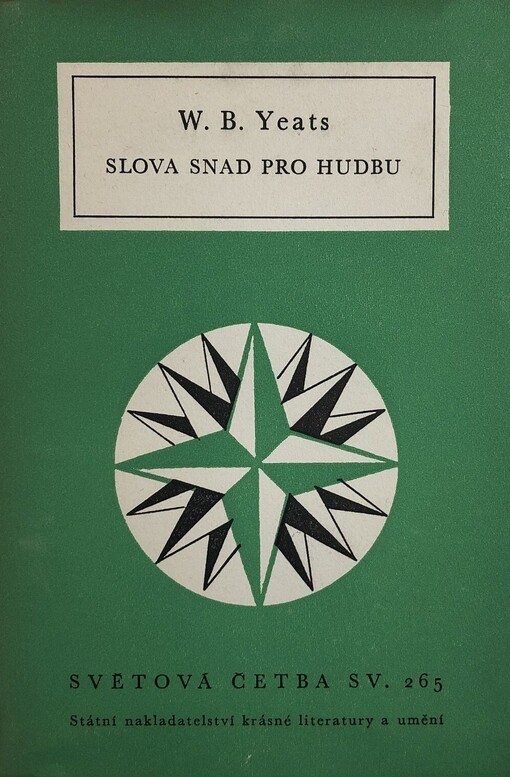 W. B. Yeats
SLOVA SNAD PRO HUDBU
SVĚTOVÁ ČETBA SV. 265
Státní nakladatelství krásné literatury a umění